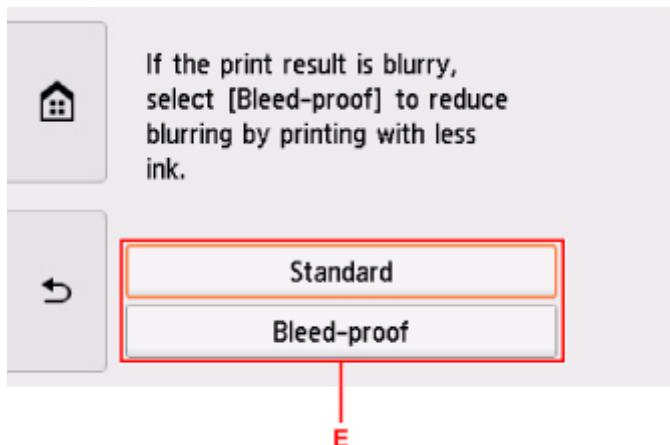 If the print result is blurry,
select [Bleed-proof] to reduce
blurring by printing with less
ink.
Standard
Bleed-proof
E